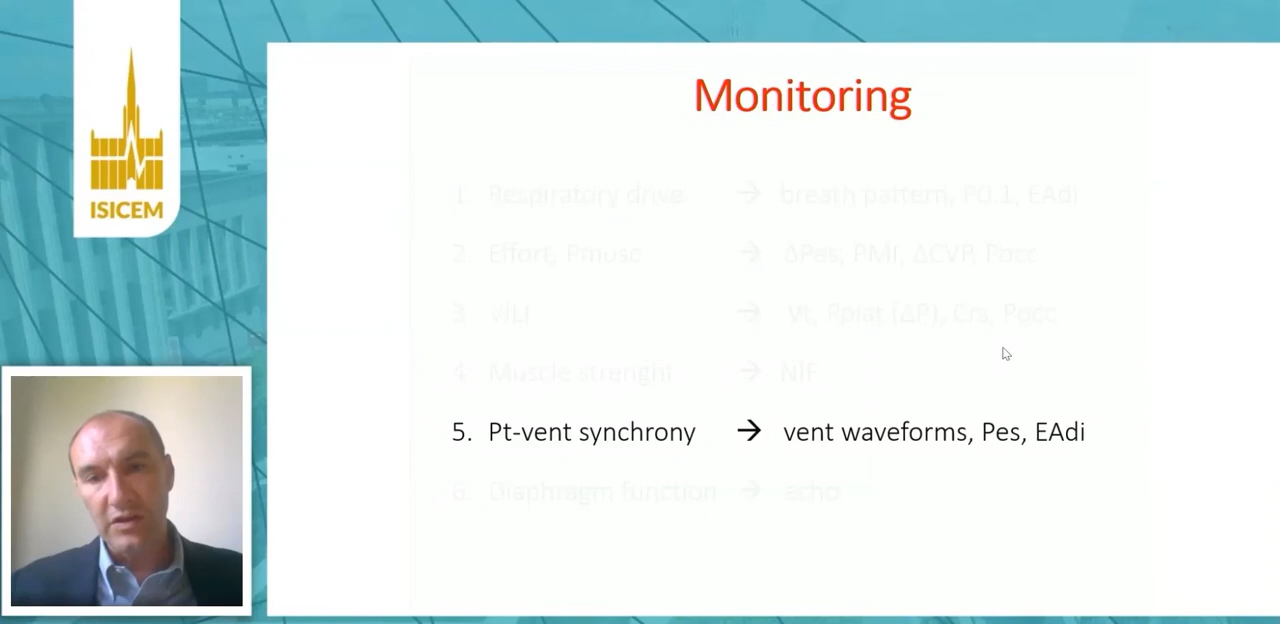 ISICEM
Monitoring
1. Respiratory drive → breath pattern, P0.1, EAdi
2. Effort, Pmusc → ΔPes, PMI, ΔCVP, Pocc
3. VILI → Vt, Pplat (ΔP), Crs, Pocc
4. Muscle strenght → NIF
5. Pt-vent synchrony → vent waveforms, Pes, EAdi
6. Diaphragm function → echo